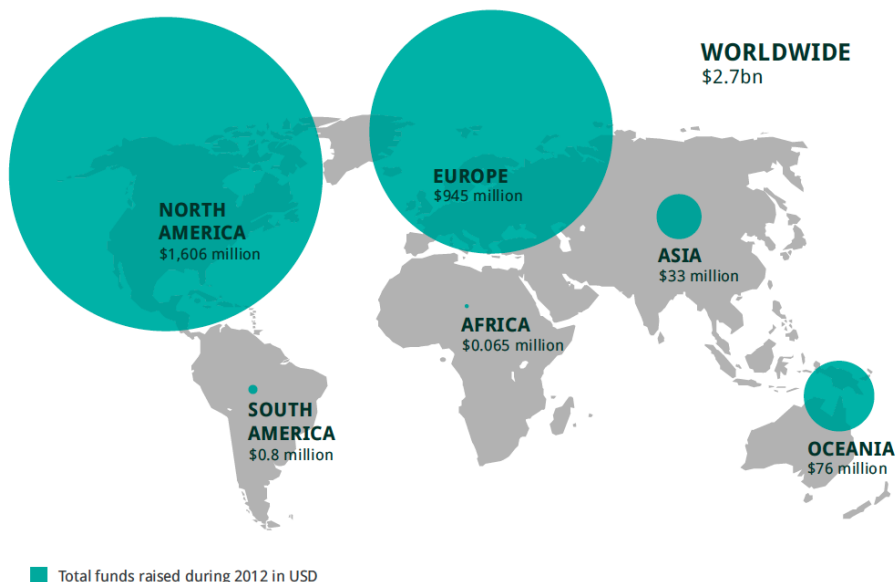 WORLDWIDE
$2.7bn
EUROPE
$945 million
NORTH
AMERICA
$1,606 million
ASIA
$33 million
AFRICA
$0.065 million
SOUTH
AMERICA
$0.8 million
OCEANIA
$76 million
Total funds raised during 2012 in USD